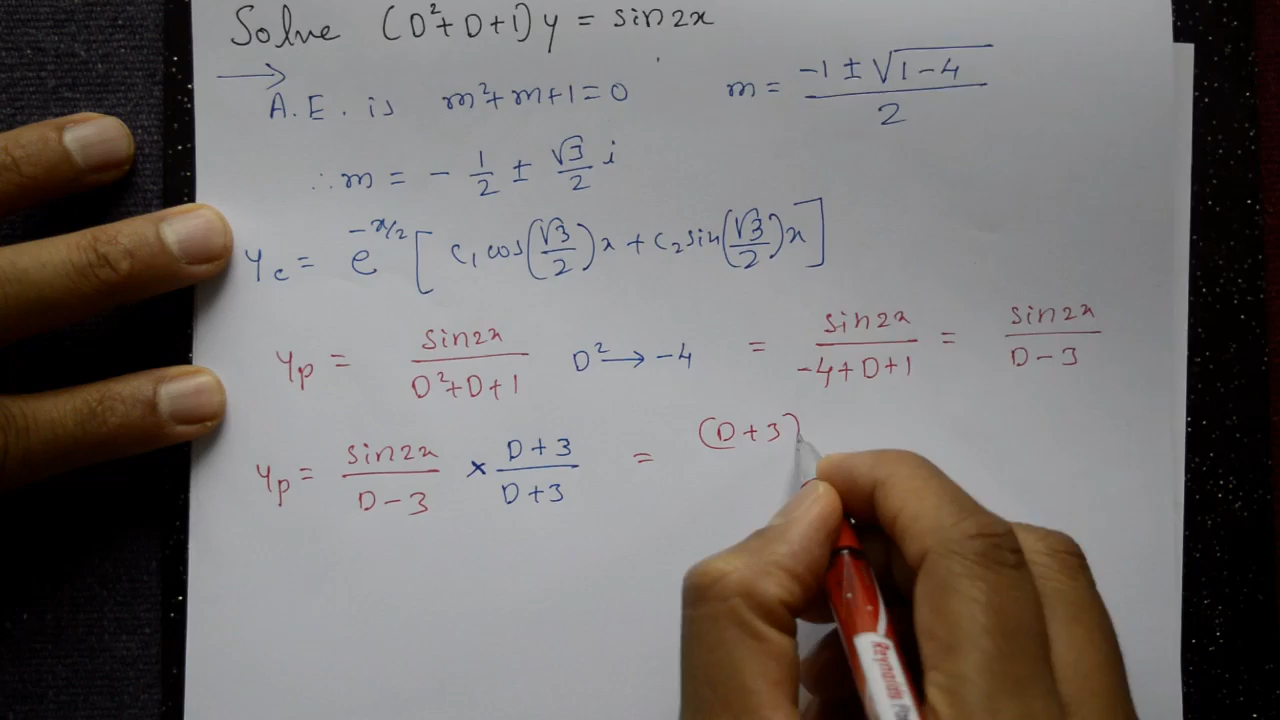 Solve (D²+D+1)y = sin2x
→ A.E. is m²+m+1=0 m = (-1 ± √(1-4))/2
∴ m = - 1/2 ± √3/2 i
y_c = e^(-x/2) [ c₁ cos(√3/2)x + c₂ sin(√3/2)x ]
y_p = sin2x/(D²+D+1) D² → -4 = sin2x/(-4+D+1) = sin2x/(D-3)
y_p = sin2x/(D-3) × (D+3)/(D+3) = (D+3)
Reynolds